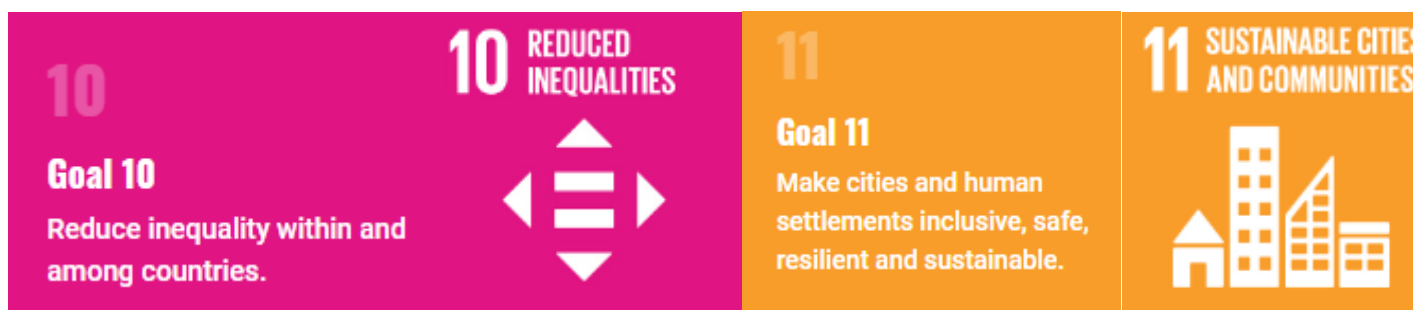 10
Goal 10
Reduce inequality within and
among countries.
10 REDUCED
INEQUALITIES
11
Goal 11
Make cities and human
settlements inclusive, safe,
resilient and sustainable.
11 SUSTAINABLE CITIES
AND COMMUNITIES